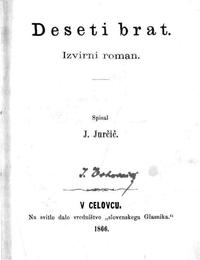 Deseti brat.
Izvirni roman.
Spisal
J. Jurčič.
V CELOVCU.
Na svitlo dalo vredništvo „slovenskega Glasnika.“
1866.